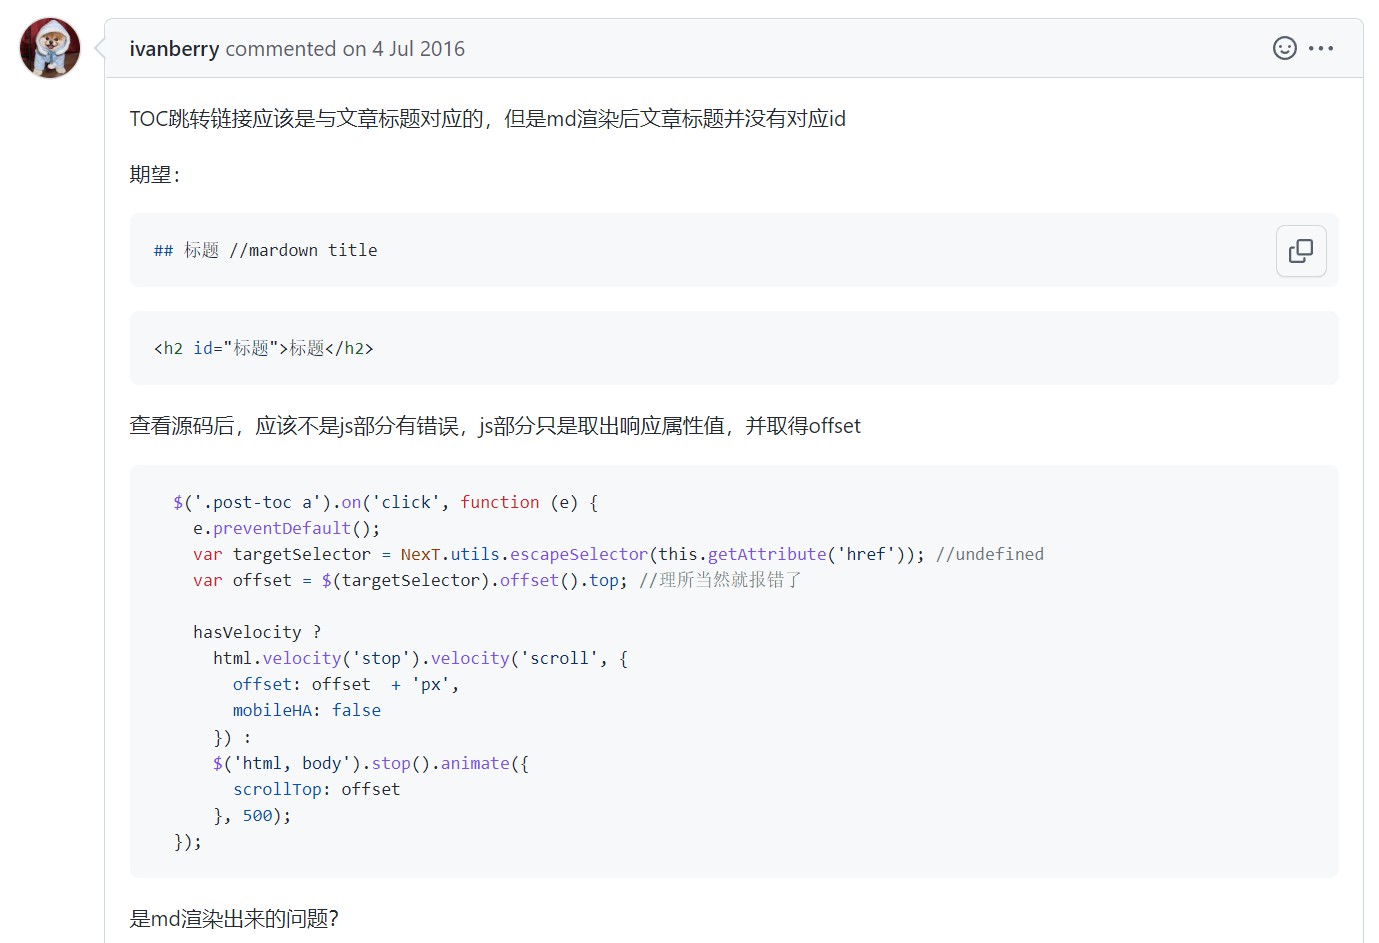 ivanberry commented on 4 Jul 2016
TOC跳转链接应该是与文章标题对应的，但是md渲染后文章标题并没有对应id
期望：
## 标题 //mardown title
<h2 id="标题">标题</h2>
查看源码后，应该不是js部分有错误，js部分只是取出响应属性值，并取得offset
$('.post-toc a').on('click', function (e) {
e.preventDefault();
var targetSelector = NexT.utils.escapeSelector(this.getAttribute('href')); //undefined
var offset = $(targetSelector).offset().top; //理所当然就报错了
hasVelocity ?
html.velocity('stop').velocity('scroll', {
offset: offset  + 'px',
mobileHA: false
}) :
$('html, body').stop().animate({
scrollTop: offset
}, 500);
});
是md渲染出来的问题？